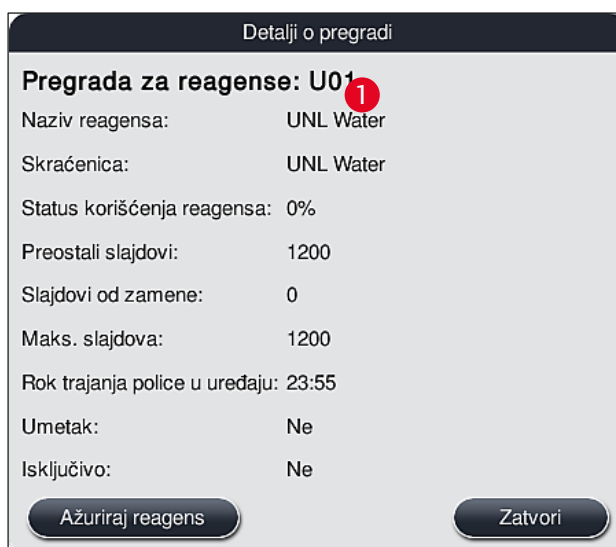 Detalji o pregradi
Pregrada za reagense: U01
1
Naziv reagensa: UNL Water
Skraćenica: UNL Water
Status korišćenja reagensa: 0%
Preostali slajdovi: 1200
Slajdovi od zamene: 0
Maks. slajdova: 1200
Rok trajanja police u uređaju: 23:55
Umetak: Ne
Isključivo: Ne
Ažuriraj reagens Zatvori